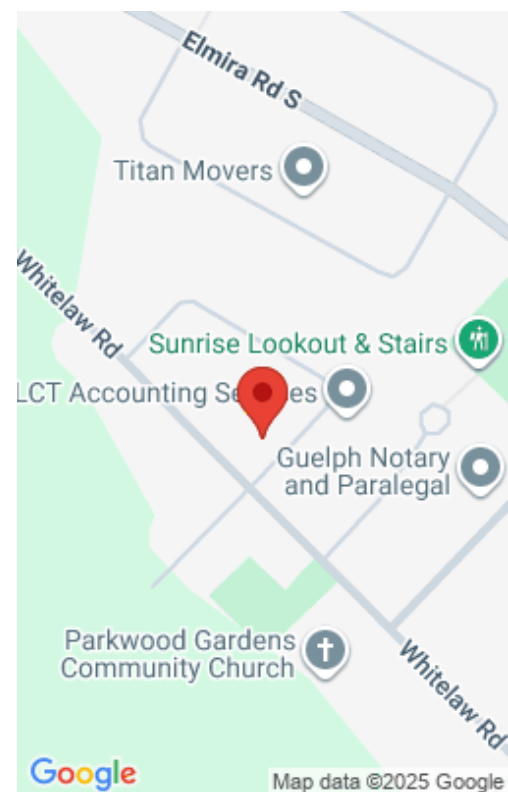 Elmira Rd S
Titan Movers
Whitelaw Rd
Sunrise Lookout & Stairs
LCT Accounting Se es
Guelph Notary
and Paralegal
Parkwood Gardens
Community Church
Whitelaw Rd
Google
Map data ©2025 Google